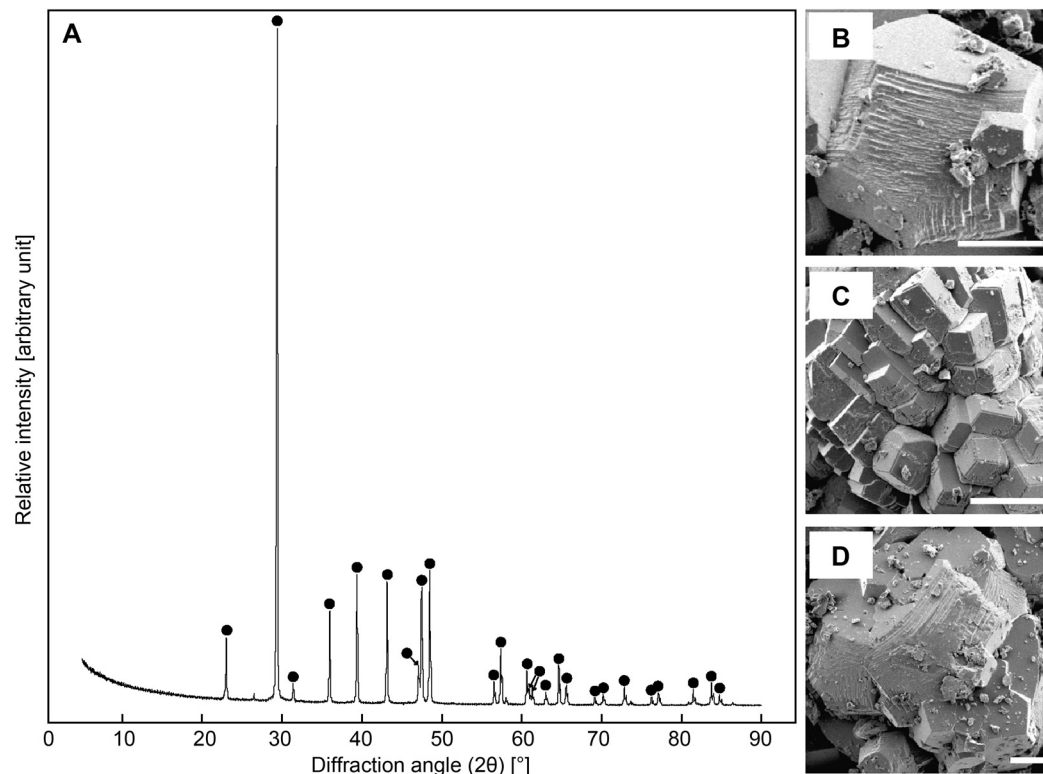 A
B
C
D
Relative intensity [arbitrary unit]
0 10 20 30 40 50 60 70 80 90
Diffraction angle (2θ) [°]